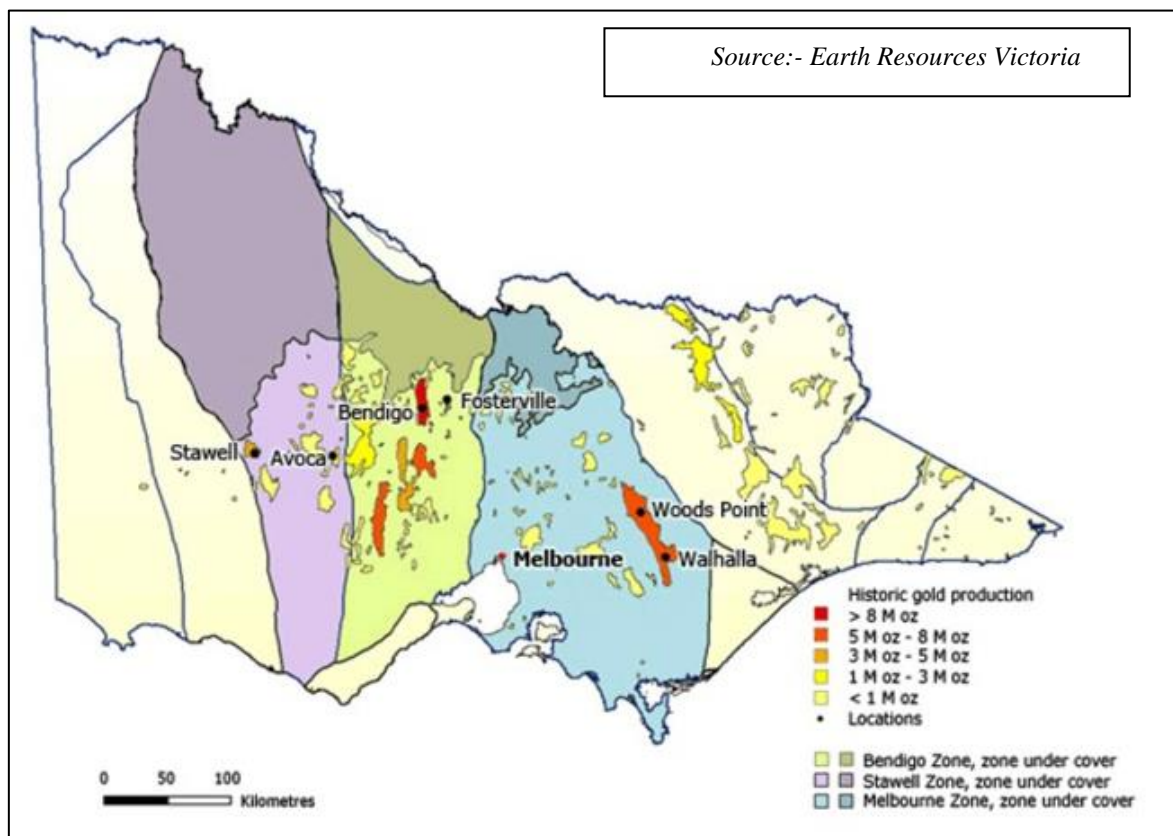 Source:- Earth Resources Victoria
Bendigo
Fosterville
Stawell
Avoca
Woods Point
Melbourne
Walhalla
Historic gold production
> 8 M oz
5 M oz - 8 M oz
3 M oz - 5 M oz
1 M oz - 3 M oz
< 1 M oz
Locations
Bendigo Zone, zone under cover
Stawell Zone, zone under cover
Melbourne Zone, zone under cover
0 50 100
Kilometres